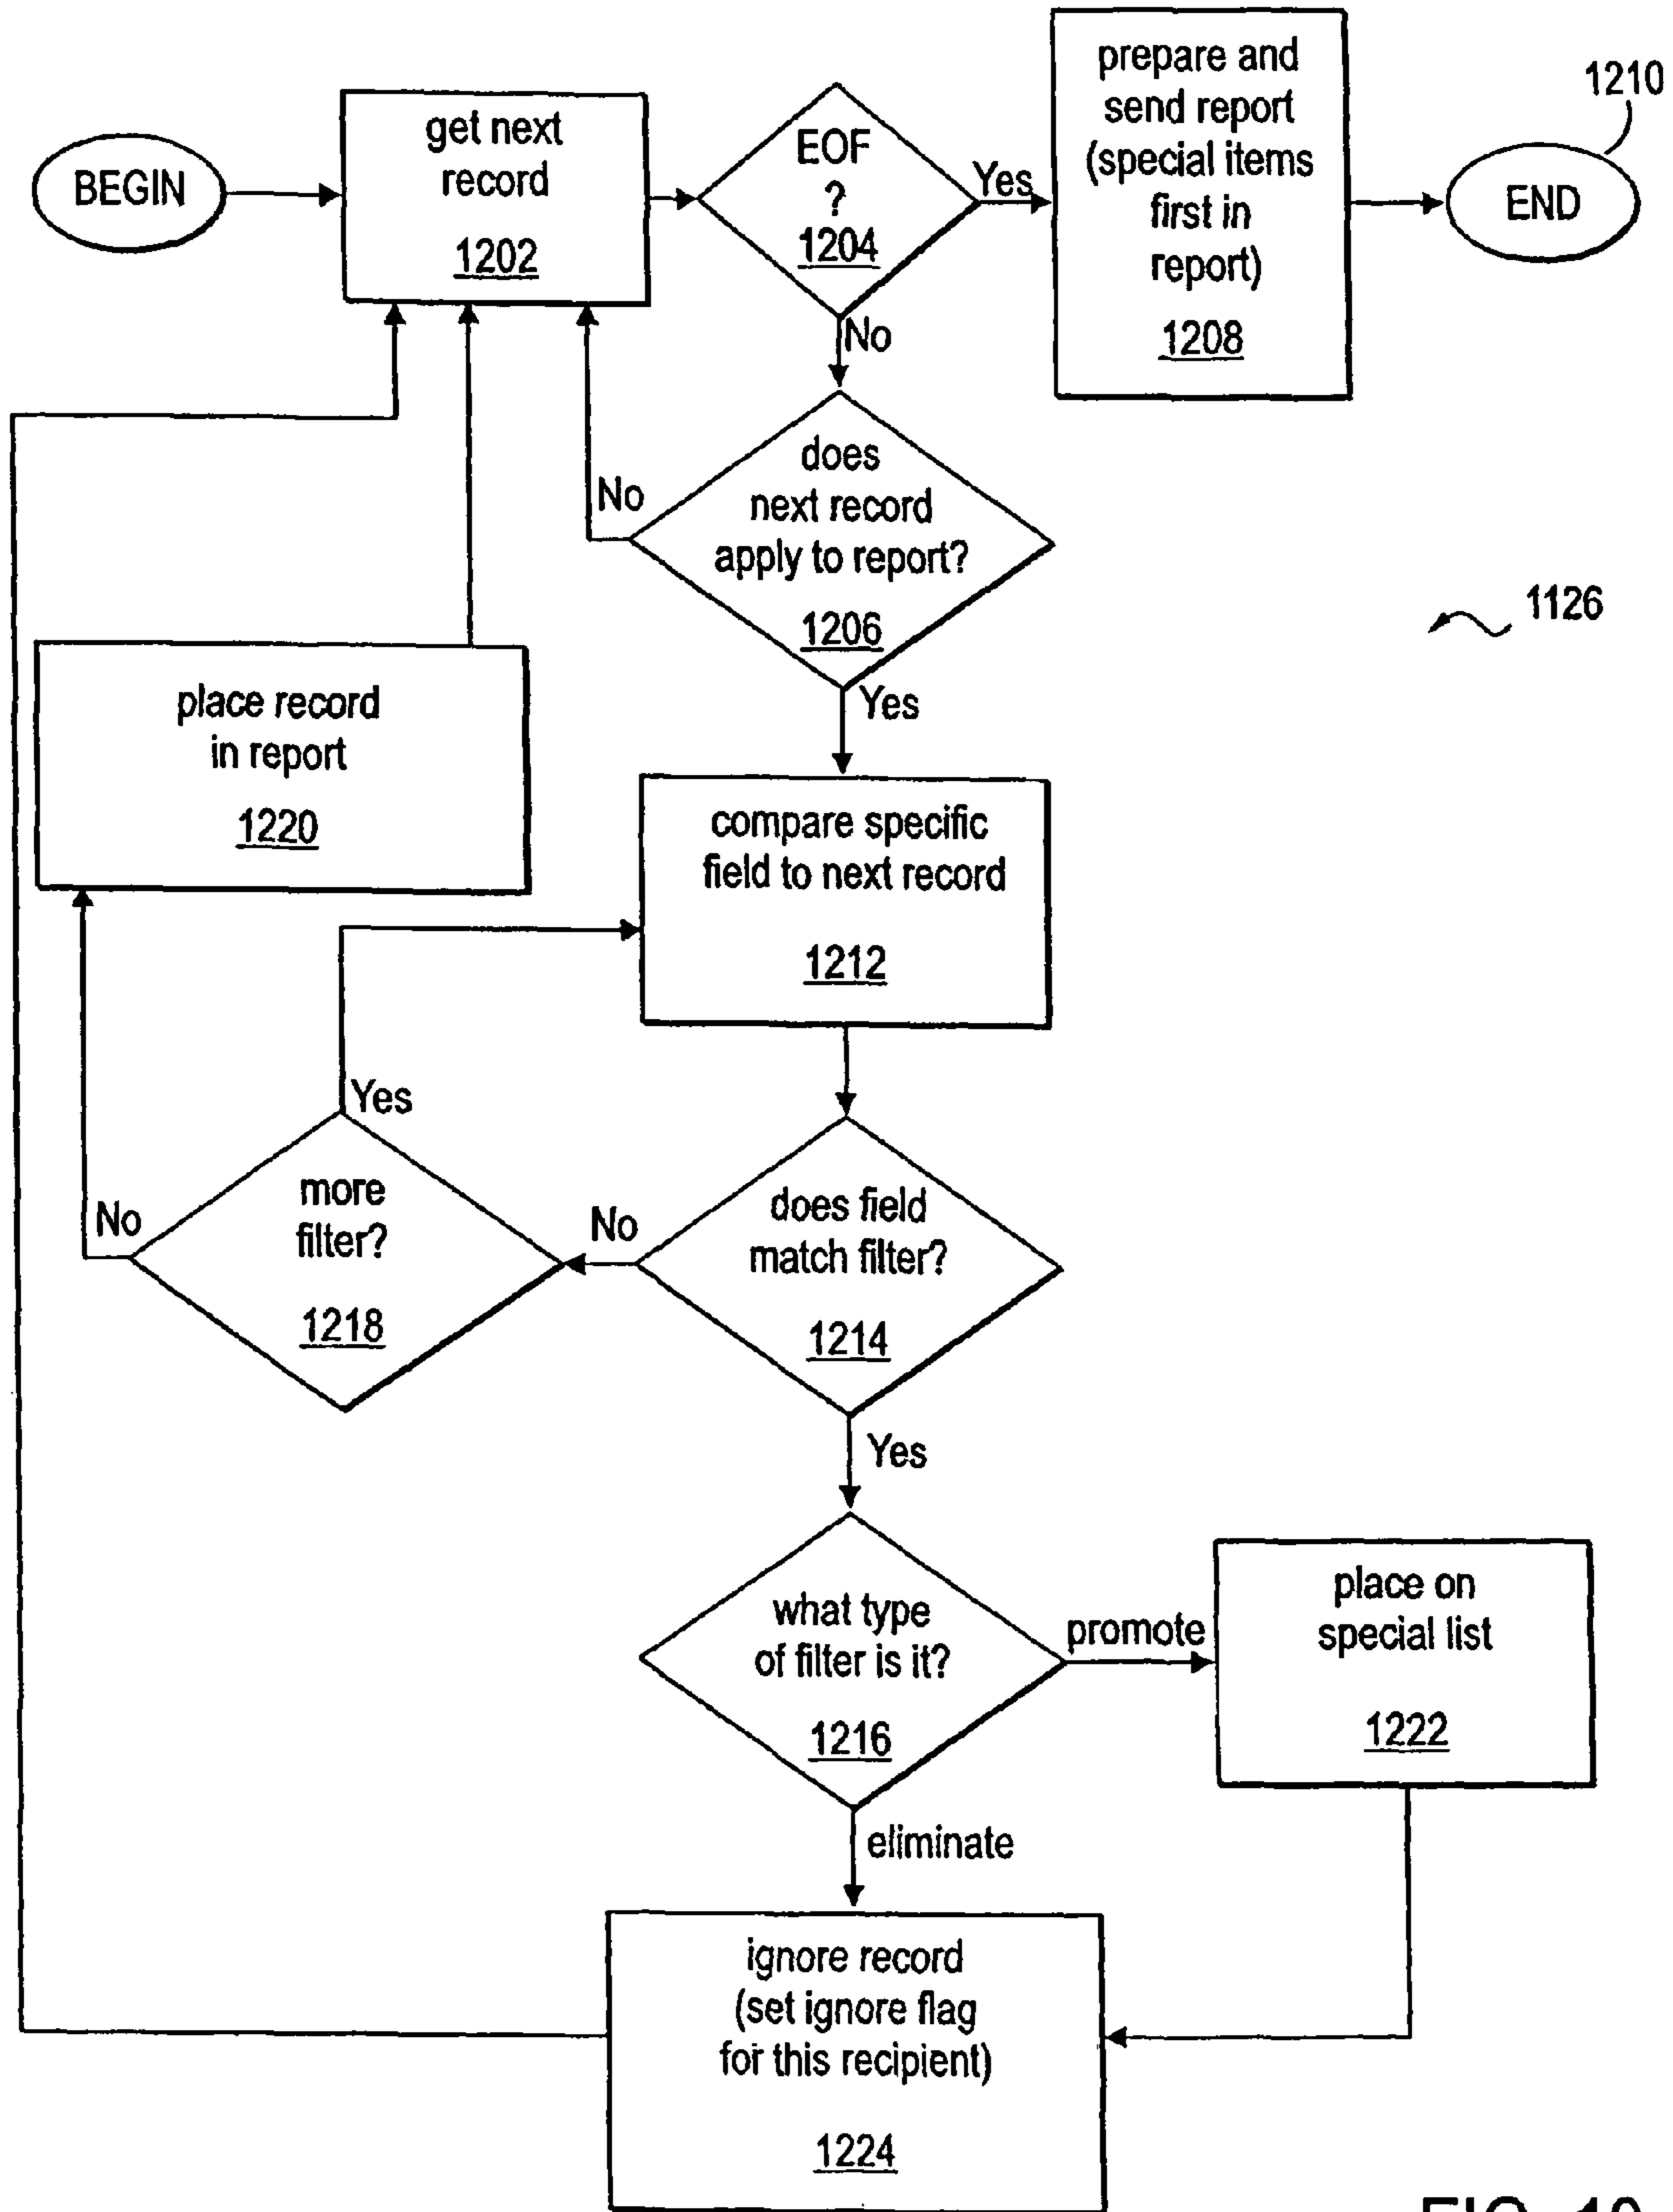 BEGIN
get next
record
1202
EOF
?
1204
Yes
No
prepare and
send report
(special items
first in
report)
1208
1210
END
does
next record
apply to report?
1206
No
Yes
1126
place record
in report
1220
compare specific
field to next record
1212
Yes
more
filter?
1218
No
No
does field
match filter?
1214
Yes
what type
of filter is it?
1216
promote
place on
special list
1222
eliminate
ignore record
(set ignore flag
for this recipient)
1224
FIG.